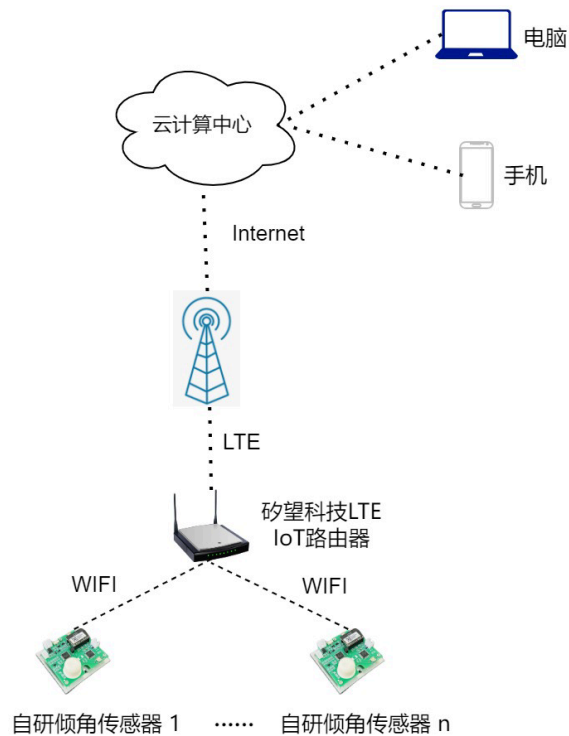 电脑
云计算中心
手机
Internet
LTE
矽望科技LTE
IoT路由器
WIFI
WIFI
自研倾角传感器 1 ...... 自研倾角传感器 n